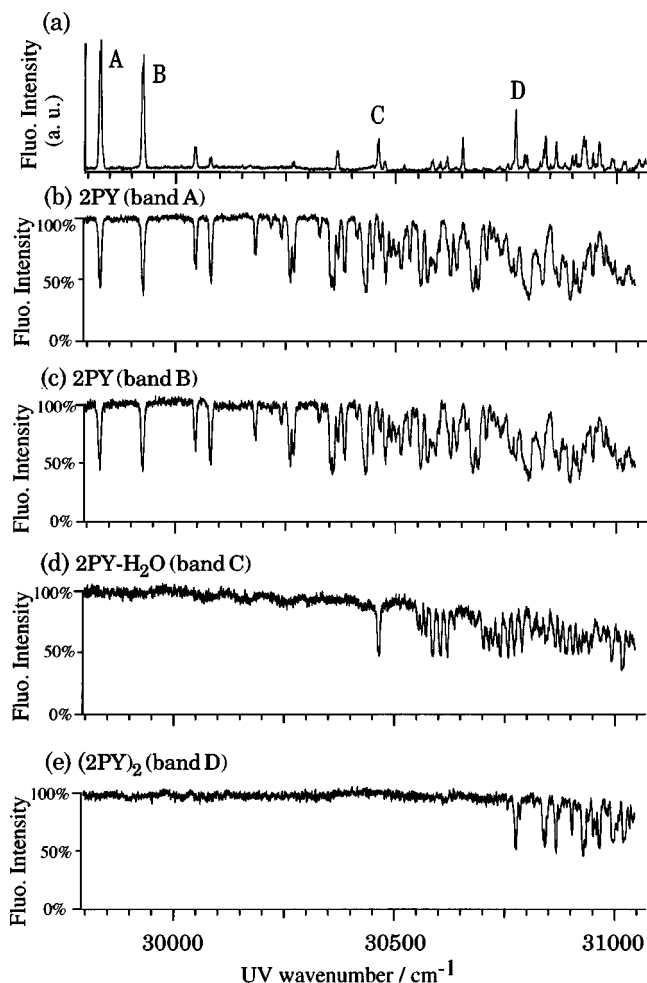 (a)
A
B
C
D
Fluo. Intensity
(a. u.)
(b) 2PY (band A)
100%
50%
0%
Fluo. Intensity
(c) 2PY (band B)
100%
50%
0%
Fluo. Intensity
(d) 2PY-H₂O (band C)
100%
50%
0%
Fluo. Intensity
(e) (2PY)₂ (band D)
100%
50%
0%
Fluo. Intensity
30000 30500 31000
UV wavenumber / cm⁻¹